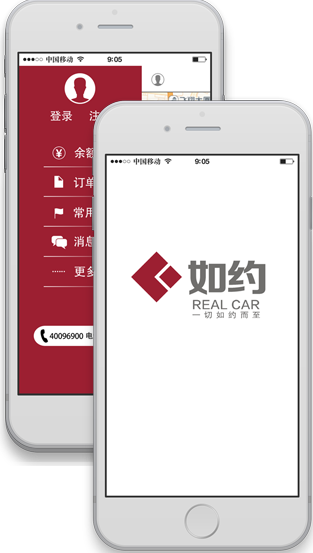 中国移动 9:05
登录 注
余额
订单
常用
消息
更多
40096900 电
中国移动 9:05
如约
REAL CAR
一切如约而至